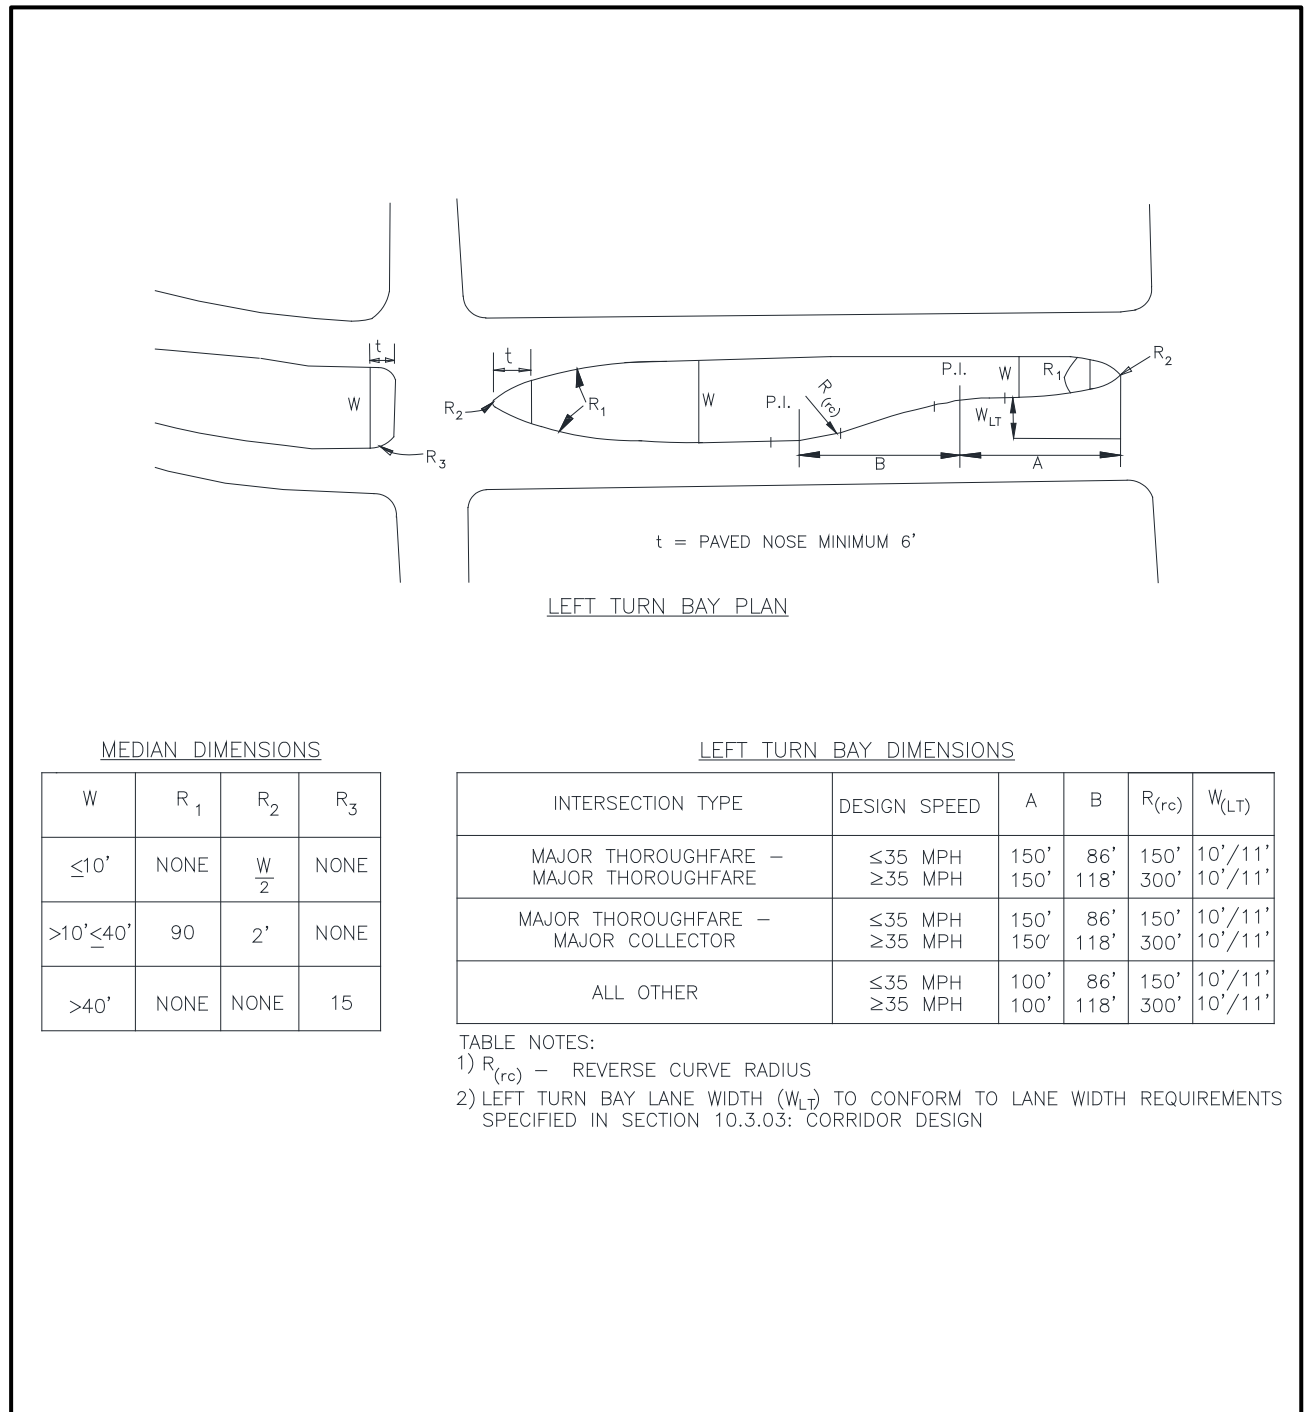 t
t
P.I.
R2
R(rc)
R1
W
W
W
P.I.
R2
R1
WLT
R3
B
A
t = PAVED NOSE MINIMUM 6'
LEFT TURN BAY PLAN
MEDIAN DIMENSIONS
W R1 R2 R3
≤10' NONE W/2 NONE
>10'≤40' 90 2' NONE
>40' NONE NONE 15
LEFT TURN BAY DIMENSIONS
INTERSECTION TYPE DESIGN SPEED A B R(rc) W(LT)
MAJOR THOROUGHFARE – ≤35 MPH 150' 86' 150' 10'/11'
MAJOR THOROUGHFARE ≥35 MPH 150' 118' 300' 10'/11'
MAJOR THOROUGHFARE – ≤35 MPH 150' 86' 150' 10'/11'
MAJOR COLLECTOR ≥35 MPH 150' 118' 300' 10'/11'
ALL OTHER ≤35 MPH 100' 86' 150' 10'/11'
≥35 MPH 100' 118' 300' 10'/11'
TABLE NOTES:
1) R(rc) – REVERSE CURVE RADIUS
2) LEFT TURN BAY LANE WIDTH (WLT) TO CONFORM TO LANE WIDTH REQUIREMENTS
SPECIFIED IN SECTION 10.3.03: CORRIDOR DESIGN